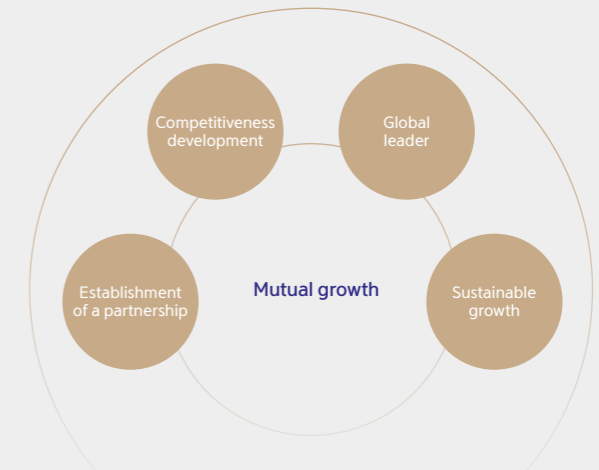 Competitiveness
development
Global
leader
Establishment
of a partnership
Mutual growth
Sustainable
growth